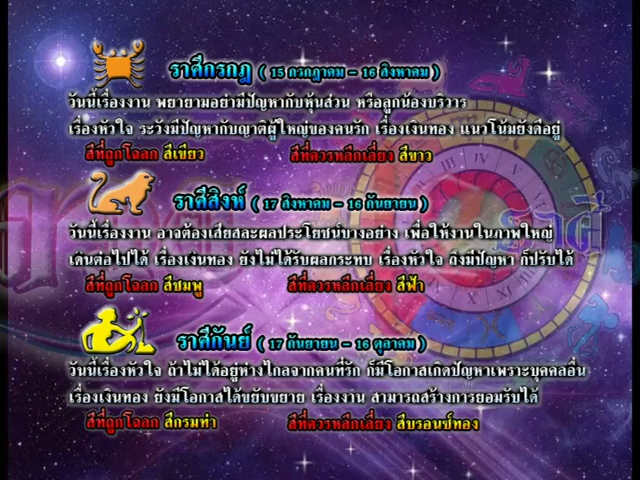 ราศีกรกฎ ( 15 กรกฎาคม - 16 สิงหาคม )
วันนี้เรื่องงาน พยายามอย่ามีปัญหากับหุ้นส่วน หรือลูกน้องบริวาร
เรื่องหัวใจ ระวังมีปัญหากับญาติผู้ใหญ่ของคนรัก เรื่องเงินทอง แนวโน้มยังดีอยู่
สีที่ถูกโฉลก สีเขียว สีที่ควรหลีกเลี่ยง สีขาว
ราศีสิงห์ ( 17 สิงหาคม - 16 กันยายน )
วันนี้เรื่องงาน อาจต้องเสียสละผลประโยชน์บางอย่าง เพื่อให้งานในภาพใหญ่
เดินต่อไปได้ เรื่องเงินทอง ยังไม่ได้รับผลกระทบ เรื่องหัวใจ ถึงมีปัญหา ก็ปรับได้
สีที่ถูกโฉลก สีชมพู สีที่ควรหลีกเลี่ยง สีฟ้า
ราศีกันย์ ( 17 กันยายน - 16 ตุลาคม )
วันนี้เรื่องหัวใจ ถ้าไม่ได้อยู่ห่างไกลจากคนที่รัก ก็มีโอกาสเกิดปัญหาเพราะบุคคลอื่น
เรื่องเงินทอง ยังมีโอกาสได้ขยับขยาย เรื่องงาน สามารถสร้างการยอมรับได้
สีที่ถูกโฉลก สีกรมท่า สีที่ควรหลีกเลี่ยง สีบรอนซ์ทอง